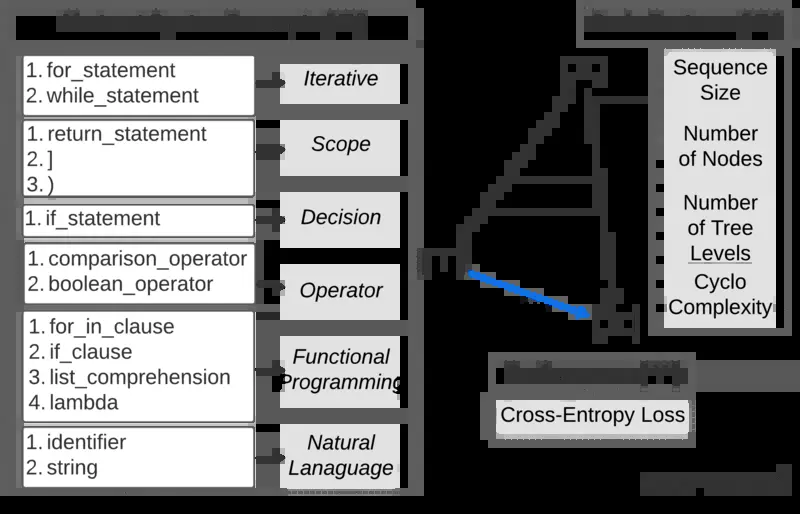 1. for_statement
2. while_statement
Iterative
1. return_statement
2. ]
3. )
Scope
1. if_statement
Decision
1. comparison_operator
2. boolean_operator
Operator
1. for_in_clause
2. if_clause
3. list_comprehension
4. lambda
Functional
Programming
1. identifier
2. string
Natural
Lanaguage
Sequence
Size
Number
of Nodes
Number
of Tree
Levels
Cyclo
Complexity
Cross-Entropy Loss